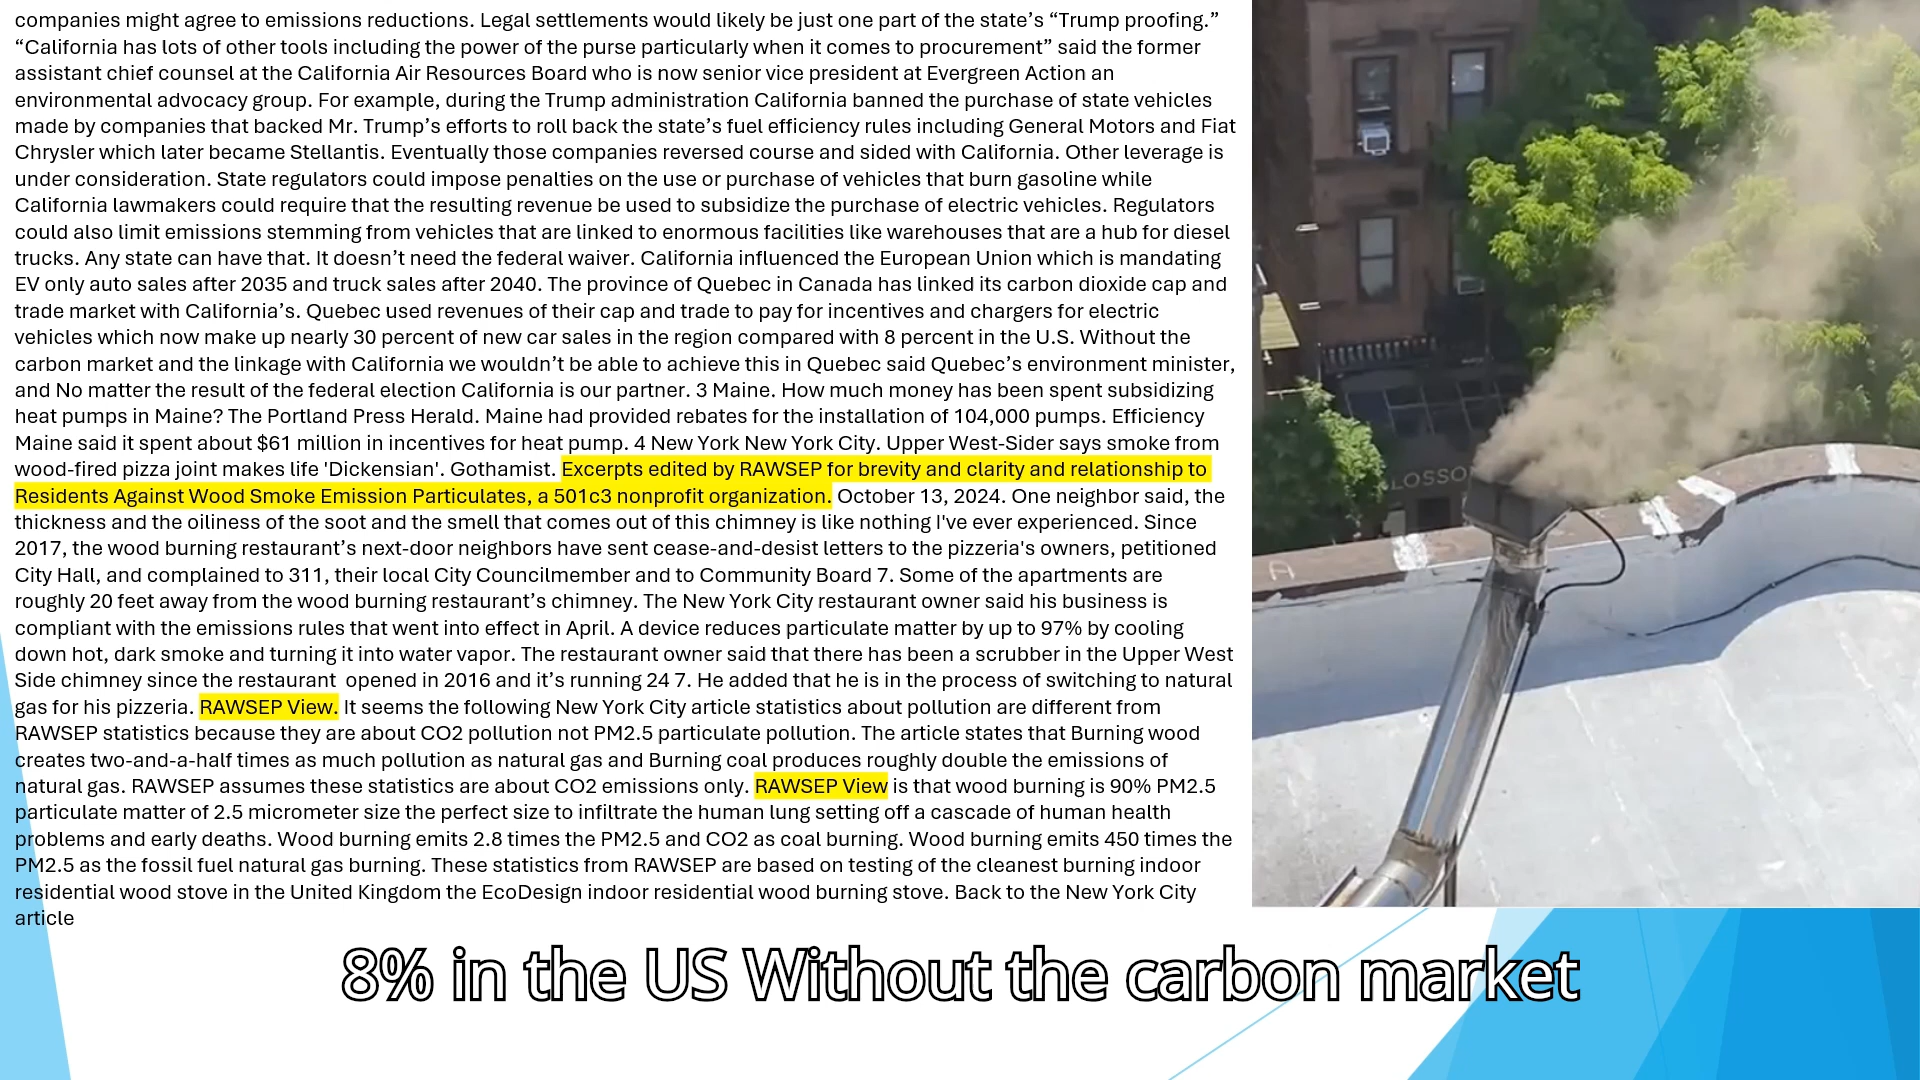 companies might agree to emissions reductions. Legal settlements would likely be just one part of the state’s “Trump proofing.”
“California has lots of other tools including the power of the purse particularly when it comes to procurement” said the former
assistant chief counsel at the California Air Resources Board who is now senior vice president at Evergreen Action an
environmental advocacy group. For example, during the Trump administration California banned the purchase of state vehicles
made by companies that backed Mr. Trump’s efforts to roll back the state’s fuel efficiency rules including General Motors and Fiat
Chrysler which later became Stellantis. Eventually those companies reversed course and sided with California. Other leverage is
under consideration. State regulators could impose penalties on the use or purchase of vehicles that burn gasoline while
California lawmakers could require that the resulting revenue be used to subsidize the purchase of electric vehicles. Regulators
could also limit emissions stemming from vehicles that are linked to enormous facilities like warehouses that are a hub for diesel
trucks. Any state can have that. It doesn’t need the federal waiver. California influenced the European Union which is mandating
EV only auto sales after 2035 and truck sales after 2040. The province of Quebec in Canada has linked its carbon dioxide cap and
trade market with California’s. Quebec used revenues of their cap and trade to pay for incentives and chargers for electric
vehicles which now make up nearly 30 percent of new car sales in the region compared with 8 percent in the U.S. Without the
carbon market and the linkage with California we wouldn’t be able to achieve this in Quebec said Quebec’s environment minister,
and No matter the result of the federal election California is our partner. 3 Maine. How much money has been spent subsidizing
heat pumps in Maine? The Portland Press Herald. Maine had provided rebates for the installation of 104,000 pumps. Efficiency
Maine said it spent about $61 million in incentives for heat pump. 4 New York New York City. Upper West-Sider says smoke from
wood-fired pizza joint makes life 'Dickensian'. Gothamist. Excerpts edited by RAWSEP for brevity and clarity and relationship to
Residents Against Wood Smoke Emission Particulates, a 501c3 nonprofit organization. October 13, 2024. One neighbor said, the
thickness and the oiliness of the soot and the smell that comes out of this chimney is like nothing I've ever experienced. Since
2017, the wood burning restaurant’s next-door neighbors have sent cease-and-desist letters to the pizzeria's owners, petitioned
City Hall, and complained to 311, their local City Councilmember and to Community Board 7. Some of the apartments are
roughly 20 feet away from the wood burning restaurant’s chimney. The New York City restaurant owner said his business is
compliant with the emissions rules that went into effect in April. A device reduces particulate matter by up to 97% by cooling
down hot, dark smoke and turning it into water vapor. The restaurant owner said that there has been a scrubber in the Upper West
Side chimney since the restaurant opened in 2016 and it’s running 24 7. He added that he is in the process of switching to natural
gas for his pizzeria. RAWSEP View. It seems the following New York City article statistics about pollution are different from
RAWSEP statistics because they are about CO2 pollution not PM2.5 particulate pollution. The article states that Burning wood
creates two-and-a-half times as much pollution as natural gas and Burning coal produces roughly double the emissions of
natural gas. RAWSEP assumes these statistics are about CO2 emissions only. RAWSEP View is that wood burning is 90% PM2.5
particulate matter of 2.5 micrometer size the perfect size to infiltrate the human lung setting off a cascade of human health
problems and early deaths. Wood burning emits 2.8 times the PM2.5 and CO2 as coal burning. Wood burning emits 450 times the
PM2.5 as the fossil fuel natural gas burning. These statistics from RAWSEP are based on testing of the cleanest burning indoor
residential wood stove in the United Kingdom the EcoDesign indoor residential wood burning stove. Back to the New York City
article
LOSSO
8% in the US Without the carbon market